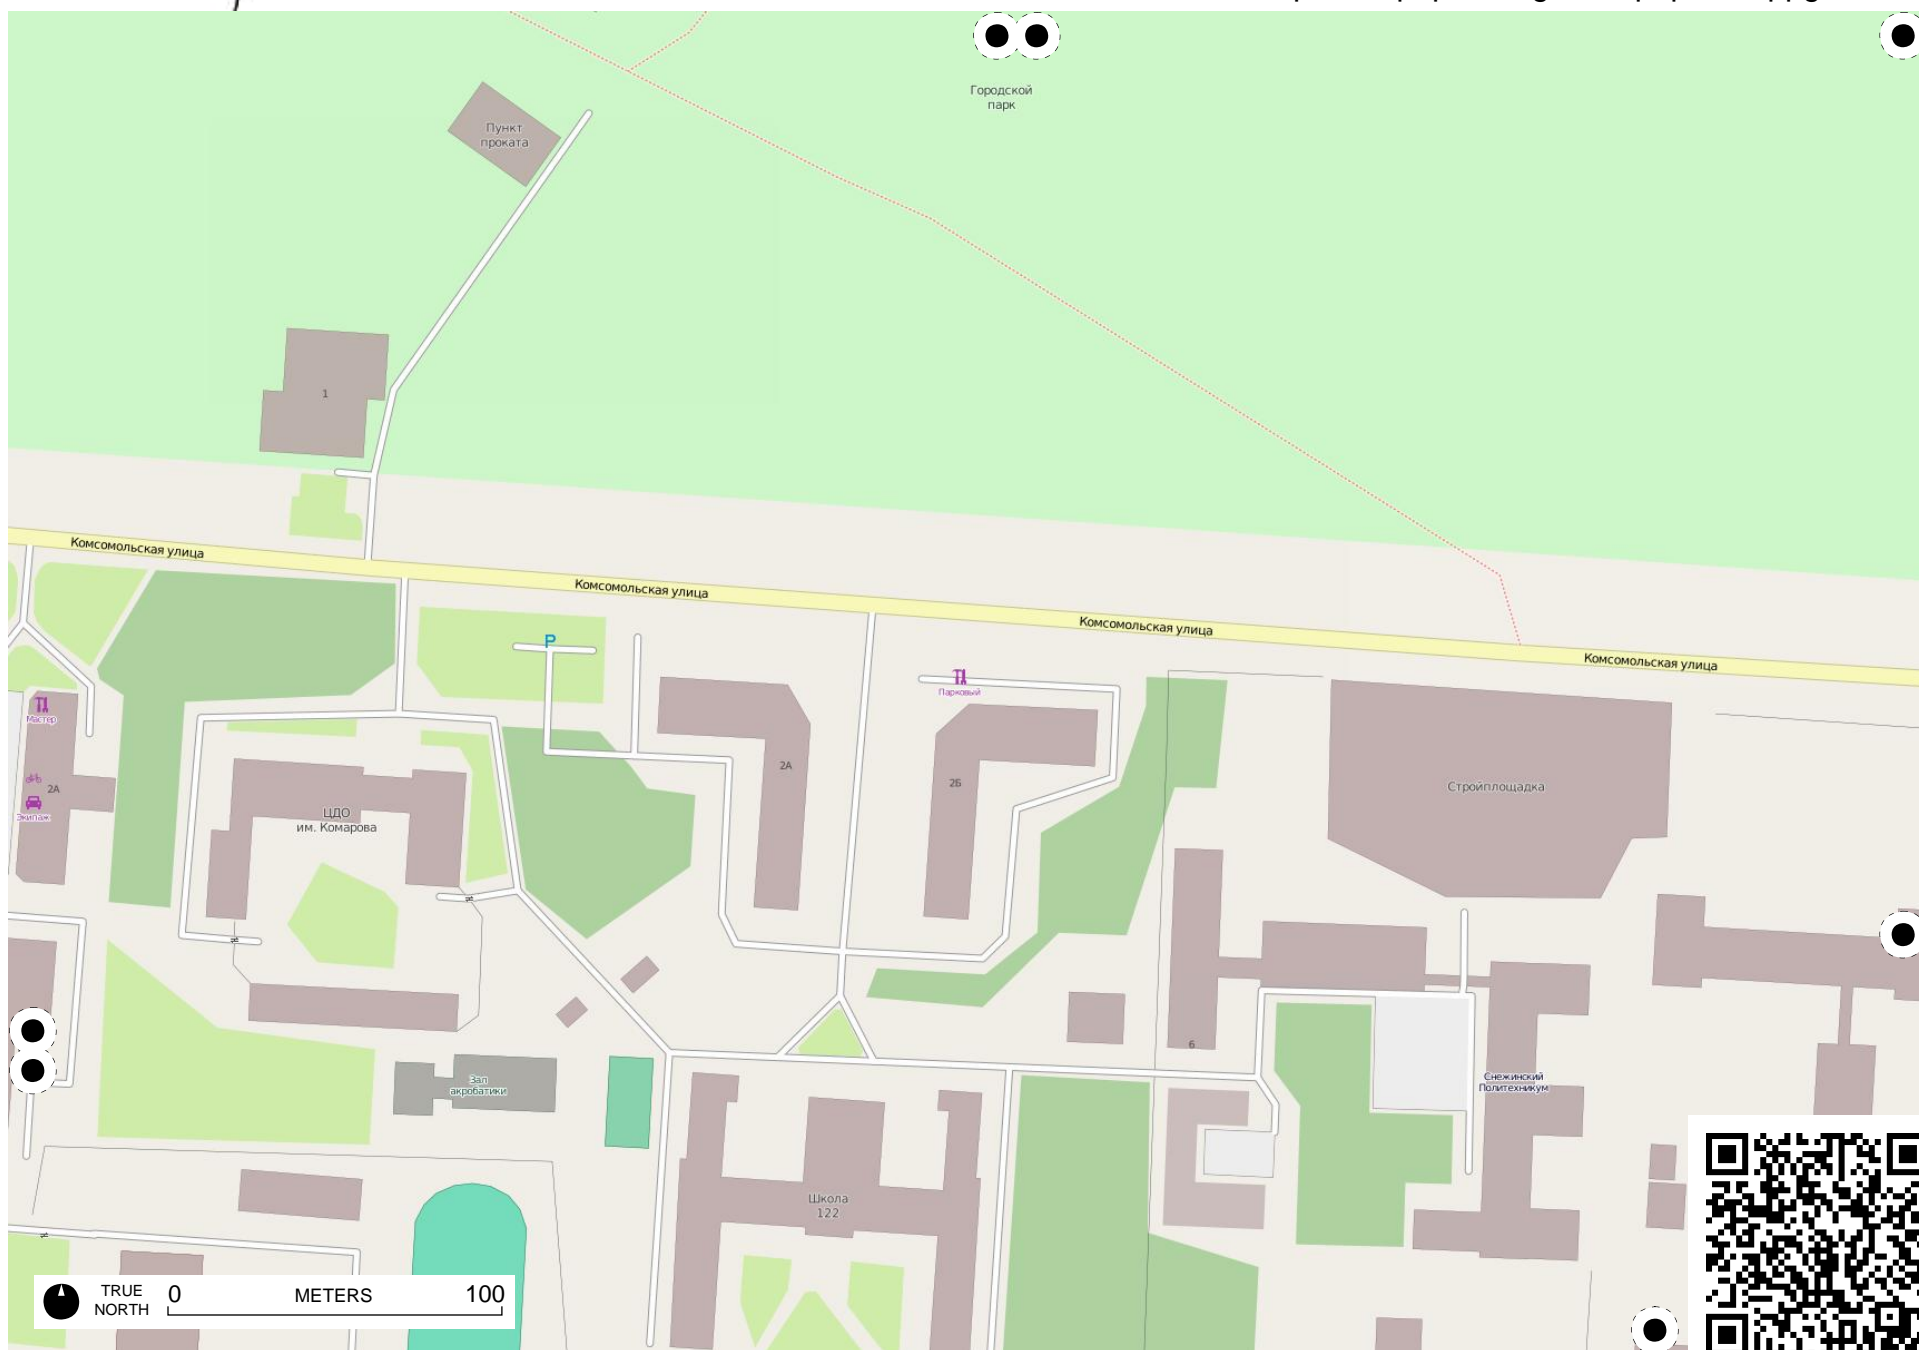 Городской
парк
Пункт
проката
1
Комсомольская улица
Комсомольская улица
Комсомольская улица
Комсомольская улица
P
Парковый
Мастер
2А
Экипаж
ЦДО
им. Комарова
2А
2Б
Стройплощадка
6
Зал
акробатики
Снежинский
Политехникум
Школа
122
TRUE
NORTH
0
METERS
100